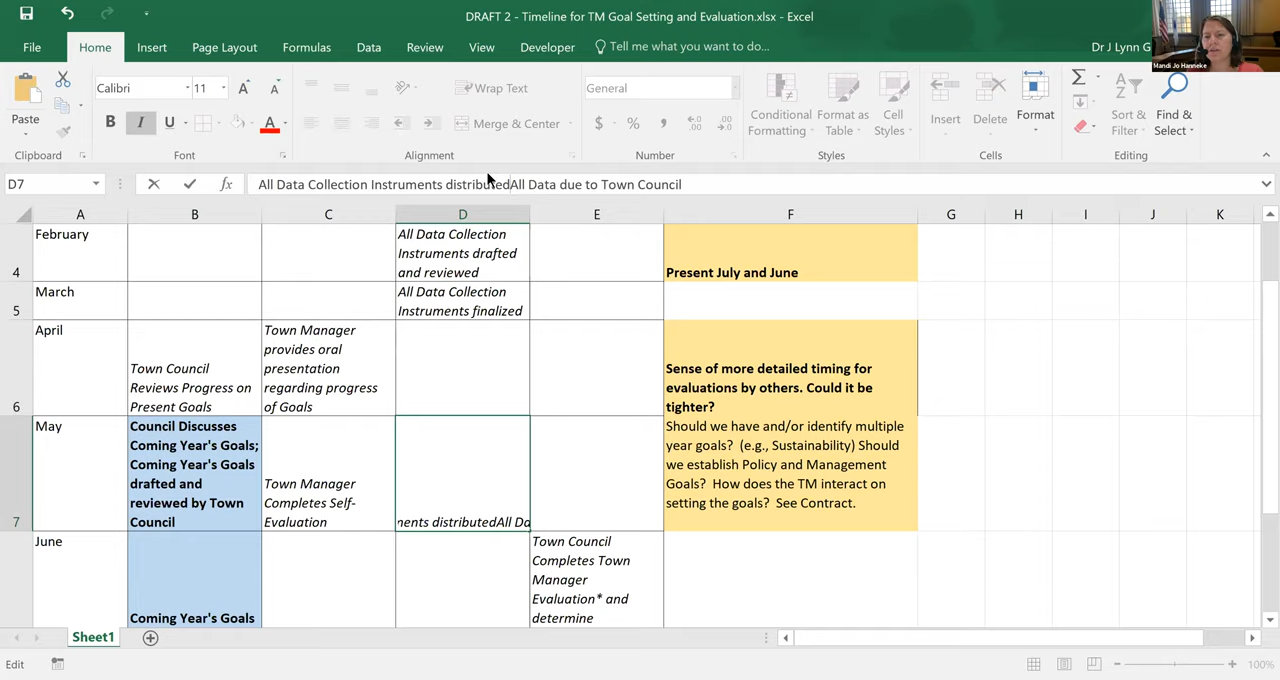 DRAFT 2 - Timeline for TM Goal Setting and Evaluation.xlsx - Excel
File Home Insert Page Layout Formulas Data Review View Developer Tell me what you want to do... Dr J Lynn G
Mandi Jo Hanneke
Paste
Clipboard
Calibri 11
B I U
Font
Wrap Text
Merge & Center
Alignment
General
$ % ,
Number
Conditional Formatting
Format as Table
Cell Styles
Styles
Insert Delete Format
Cells
Sort & Filter
Find & Select
Editing
D7 fx All Data Collection Instruments distributedAll Data due to Town Council
A B C D E F G H I J K
4
February
All Data Collection
Instruments drafted
and reviewed
Present July and June
5
March
All Data Collection
Instruments finalized
6
April
Town Council
Reviews Progress on
Present Goals
Town Manager
provides oral
presentation
regarding progress
of Goals
Sense of more detailed timing for
evaluations by others. Could it be
tighter?
7
May
Council Discusses
Coming Year's Goals;
Coming Year's Goals
drafted and
reviewed by Town
Council
Town Manager
Completes Self-
Evaluation
nents distributedAll Da
Should we have and/or identify multiple
year goals? (e.g., Sustainability) Should
we establish Policy and Management
Goals? How does the TM interact on
setting the goals? See Contract.
June
Coming Year's Goals
Town Council
Completes Town
Manager
Evaluation* and
determine
Sheet1
Edit
100%